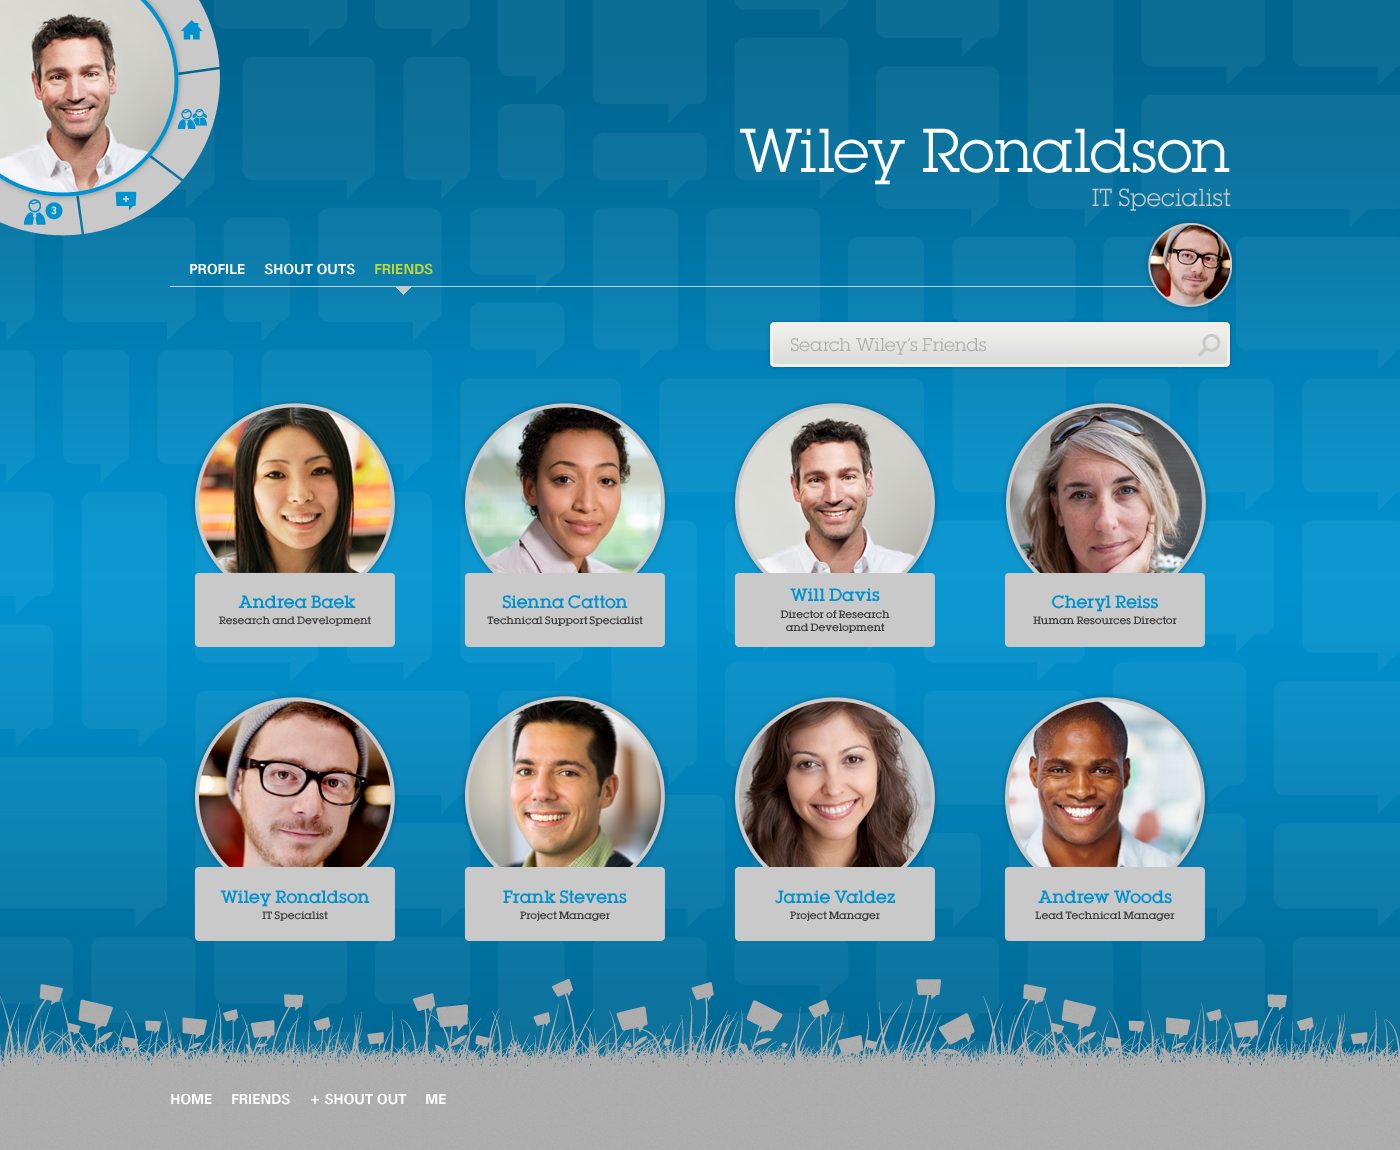 3
+
Wiley Ronaldson
IT Specialist
PROFILE SHOUT OUTS FRIENDS
Search Wiley's Friends
Andrea Baek
Research and Development
Sienna Catton
Technical Support Specialist
Will Davis
Director of Research
and Development
Cheryl Reiss
Human Resources Director
Wiley Ronaldson
IT Specialist
Frank Stevens
Project Manager
Jamie Valdez
Project Manager
Andrew Woods
Lead Technical Manager
HOME FRIENDS + SHOUT OUT ME